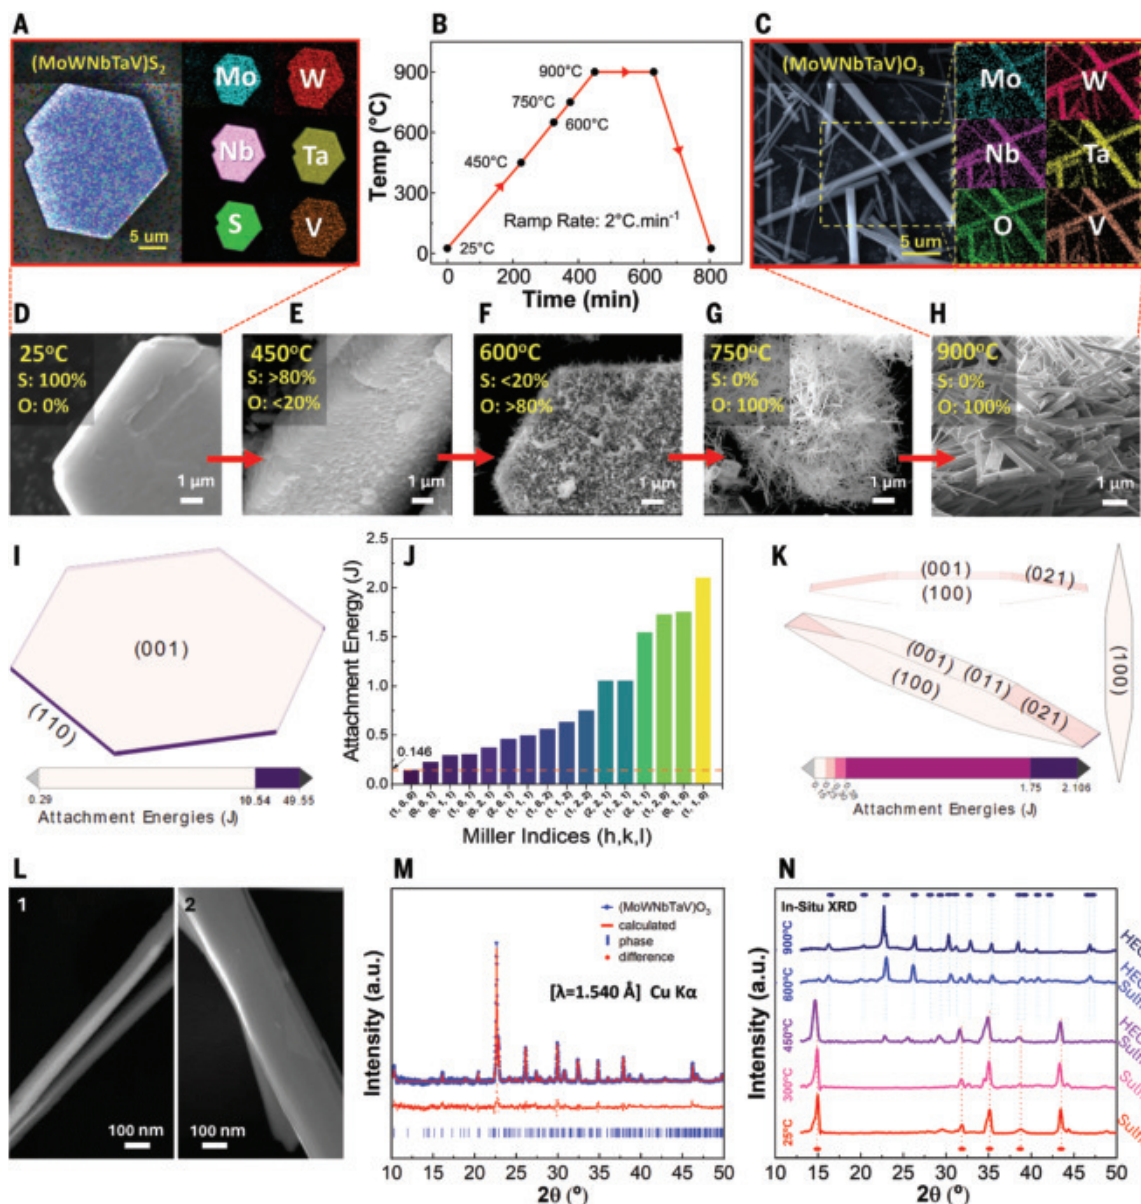 A
(MoWNbTaV)S₂
Mo
W
Nb
Ta
S
V
5 um
B
Temp (°C)
900
600
300
0
900°C
750°C
600°C
450°C
25°C
Ramp Rate: 2°C.min⁻¹
0
200
400
600
800
Time (min)
C
(MoWNbTaV)O₃
5 um
Mo
W
Nb
Ta
O
V
D
25°C
S: 100%
O: 0%
1 µm
E
450°C
S: >80%
O: <20%
1 µm
F
600°C
S: <20%
O: >80%
1 µm
G
750°C
S: 0%
O: 100%
1 µm
H
900°C
S: 0%
O: 100%
1 µm
I
(001)
(110)
0.29
10.54
49.55
Attachment Energies (J)
J
Attachment Energy (J)
2.5
2.0
1.5
1.0
0.5
0.0
0.146
Miller Indices (h,k,l)
K
(001)
(021)
(100)
(001)
(011)
(100)
(021)
(100)
1.75
2.106
Attachment Energies (J)
L
1
100 nm
2
100 nm
M
Intensity (a.u.)
(MoWNbTaV)O₃
calculated
phase
difference
[λ=1.540 Å] Cu Kα
10 15 20 25 30 35 40 45 50
2θ (º)
N
In-Situ XRD
Intensity (a.u.)
900ºC
600ºC
450ºC
300ºC
25ºC
10 15 20 25 30 35 40 45 50
2θ (º)